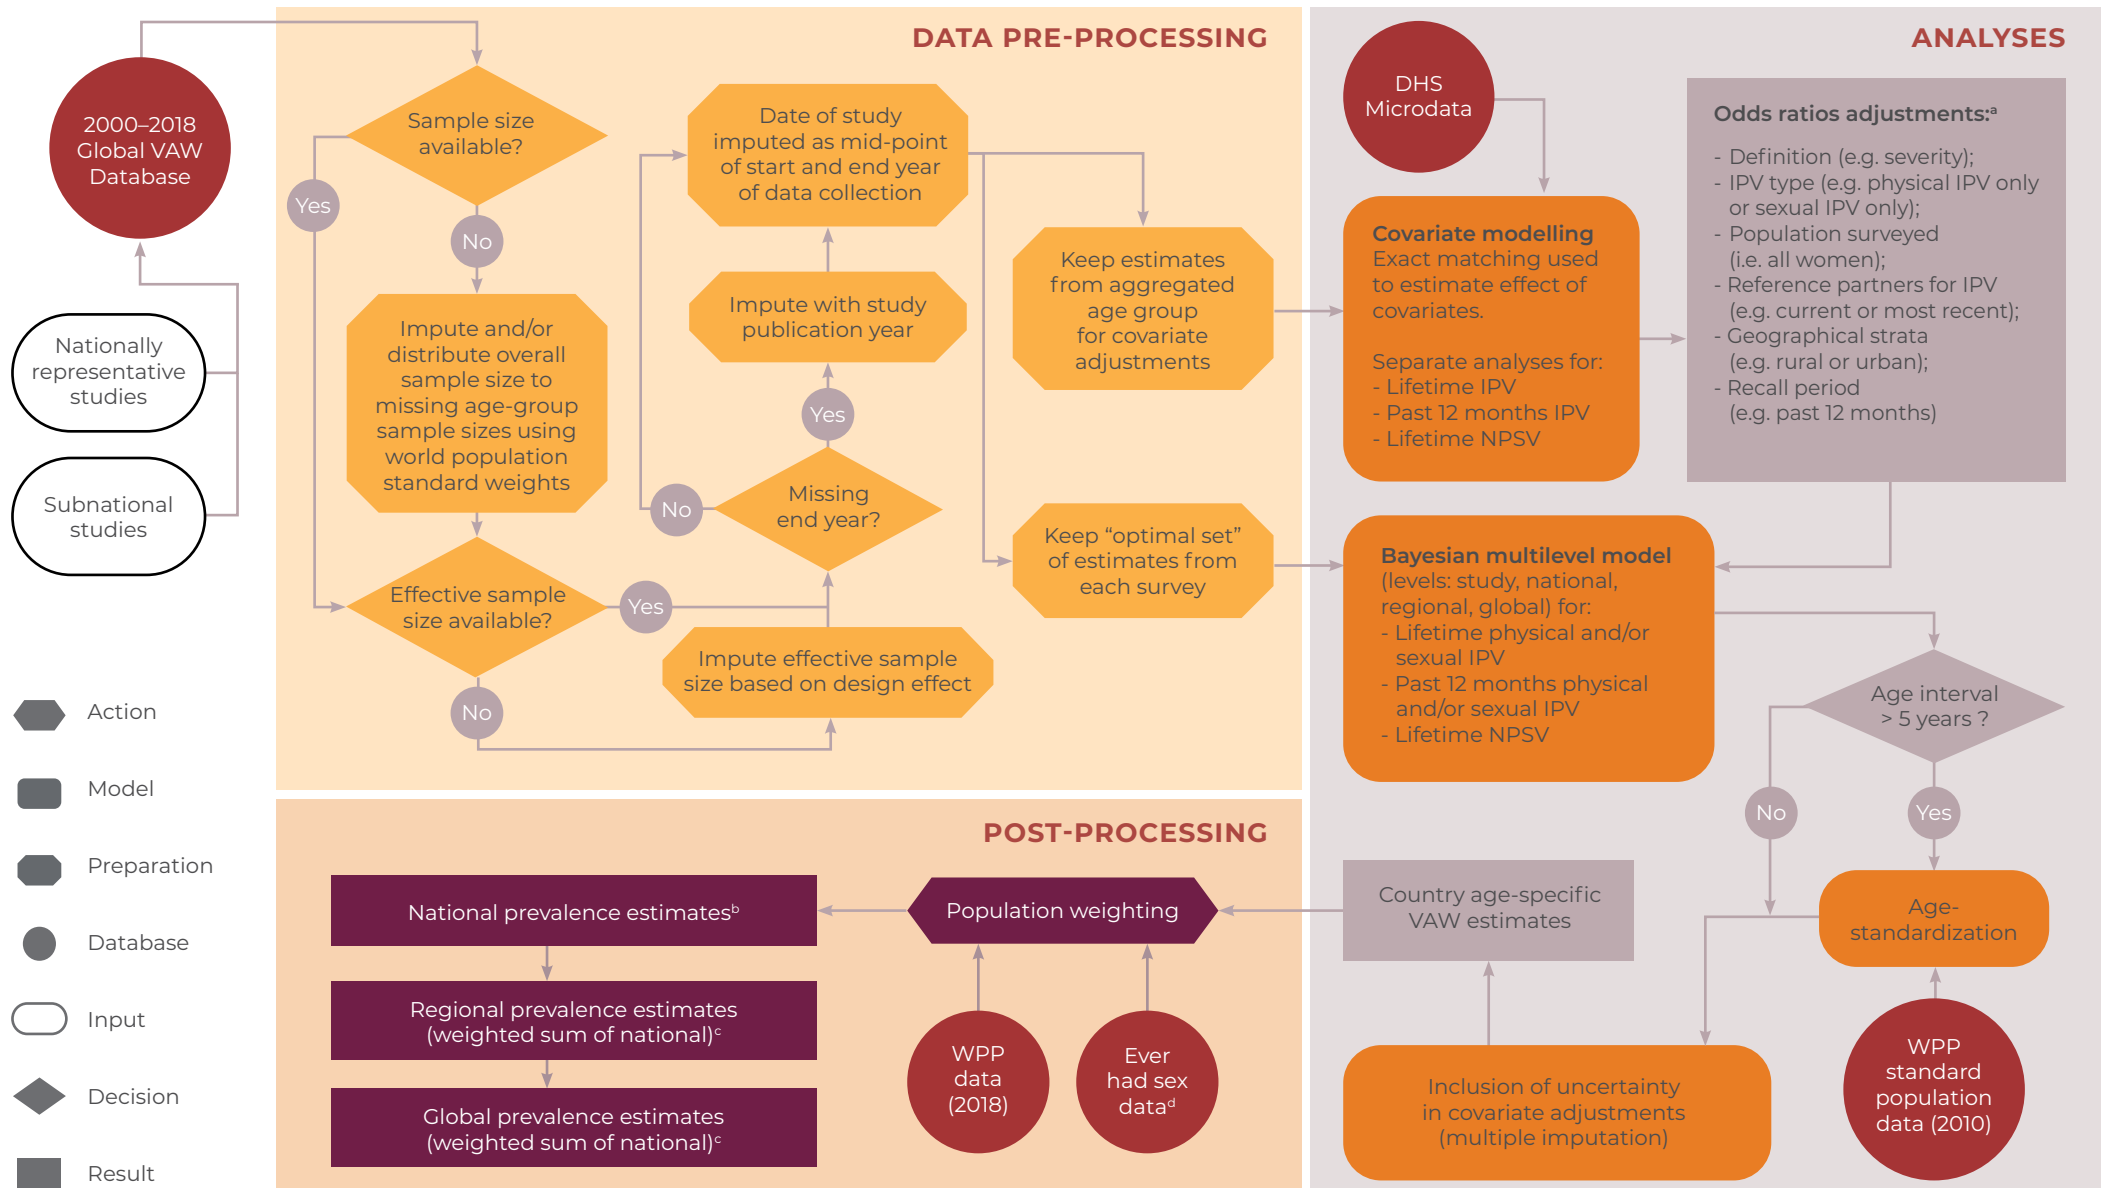 2000–2018
Global VAW
Database
Nationally
representative
studies
Subnational
studies
Action
Model
Preparation
Database
Input
Decision
Result
DATA PRE-PROCESSING
Sample size
available?
Yes
No
Impute and/or
distribute overall
sample size to
missing age-group
sample sizes using
world population
standard weights
Effective sample
size available?
Yes
No
Impute effective sample
size based on design effect
Missing
end year?
No
Yes
Impute with study
publication year
Date of study
imputed as mid-point
of start and end year
of data collection
Keep estimates
from aggregated
age group
for covariate
adjustments
Keep “optimal set”
of estimates from
each survey
ANALYSES
DHS
Microdata
Covariate modelling
Exact matching used
to estimate effect of
covariates.
Separate analyses for:
- Lifetime IPV
- Past 12 months IPV
- Lifetime NPSV
Odds ratios adjustments:ᵃ
- Definition (e.g. severity);
- IPV type (e.g. physical IPV only
or sexual IPV only);
- Population surveyed
(i.e. all women);
- Reference partners for IPV
(e.g. current or most recent);
- Geographical strata
(e.g. rural or urban);
- Recall period
(e.g. past 12 months)
Bayesian multilevel model
(levels: study, national,
regional, global) for:
- Lifetime physical and/or
sexual IPV
- Past 12 months physical
and/or sexual IPV
- Lifetime NPSV
Age interval
> 5 years ?
No
Yes
Age-
standardization
WPP
standard
population
data (2010)
Inclusion of uncertainty
in covariate adjustments
(multiple imputation)
Country age-specific
VAW estimates
POST-PROCESSING
Population weighting
WPP
data
(2018)
Ever
had sex
dataᵈ
National prevalence estimatesᵇ
Regional prevalence estimates
(weighted sum of national)ᶜ
Global prevalence estimates
(weighted sum of national)ᶜ